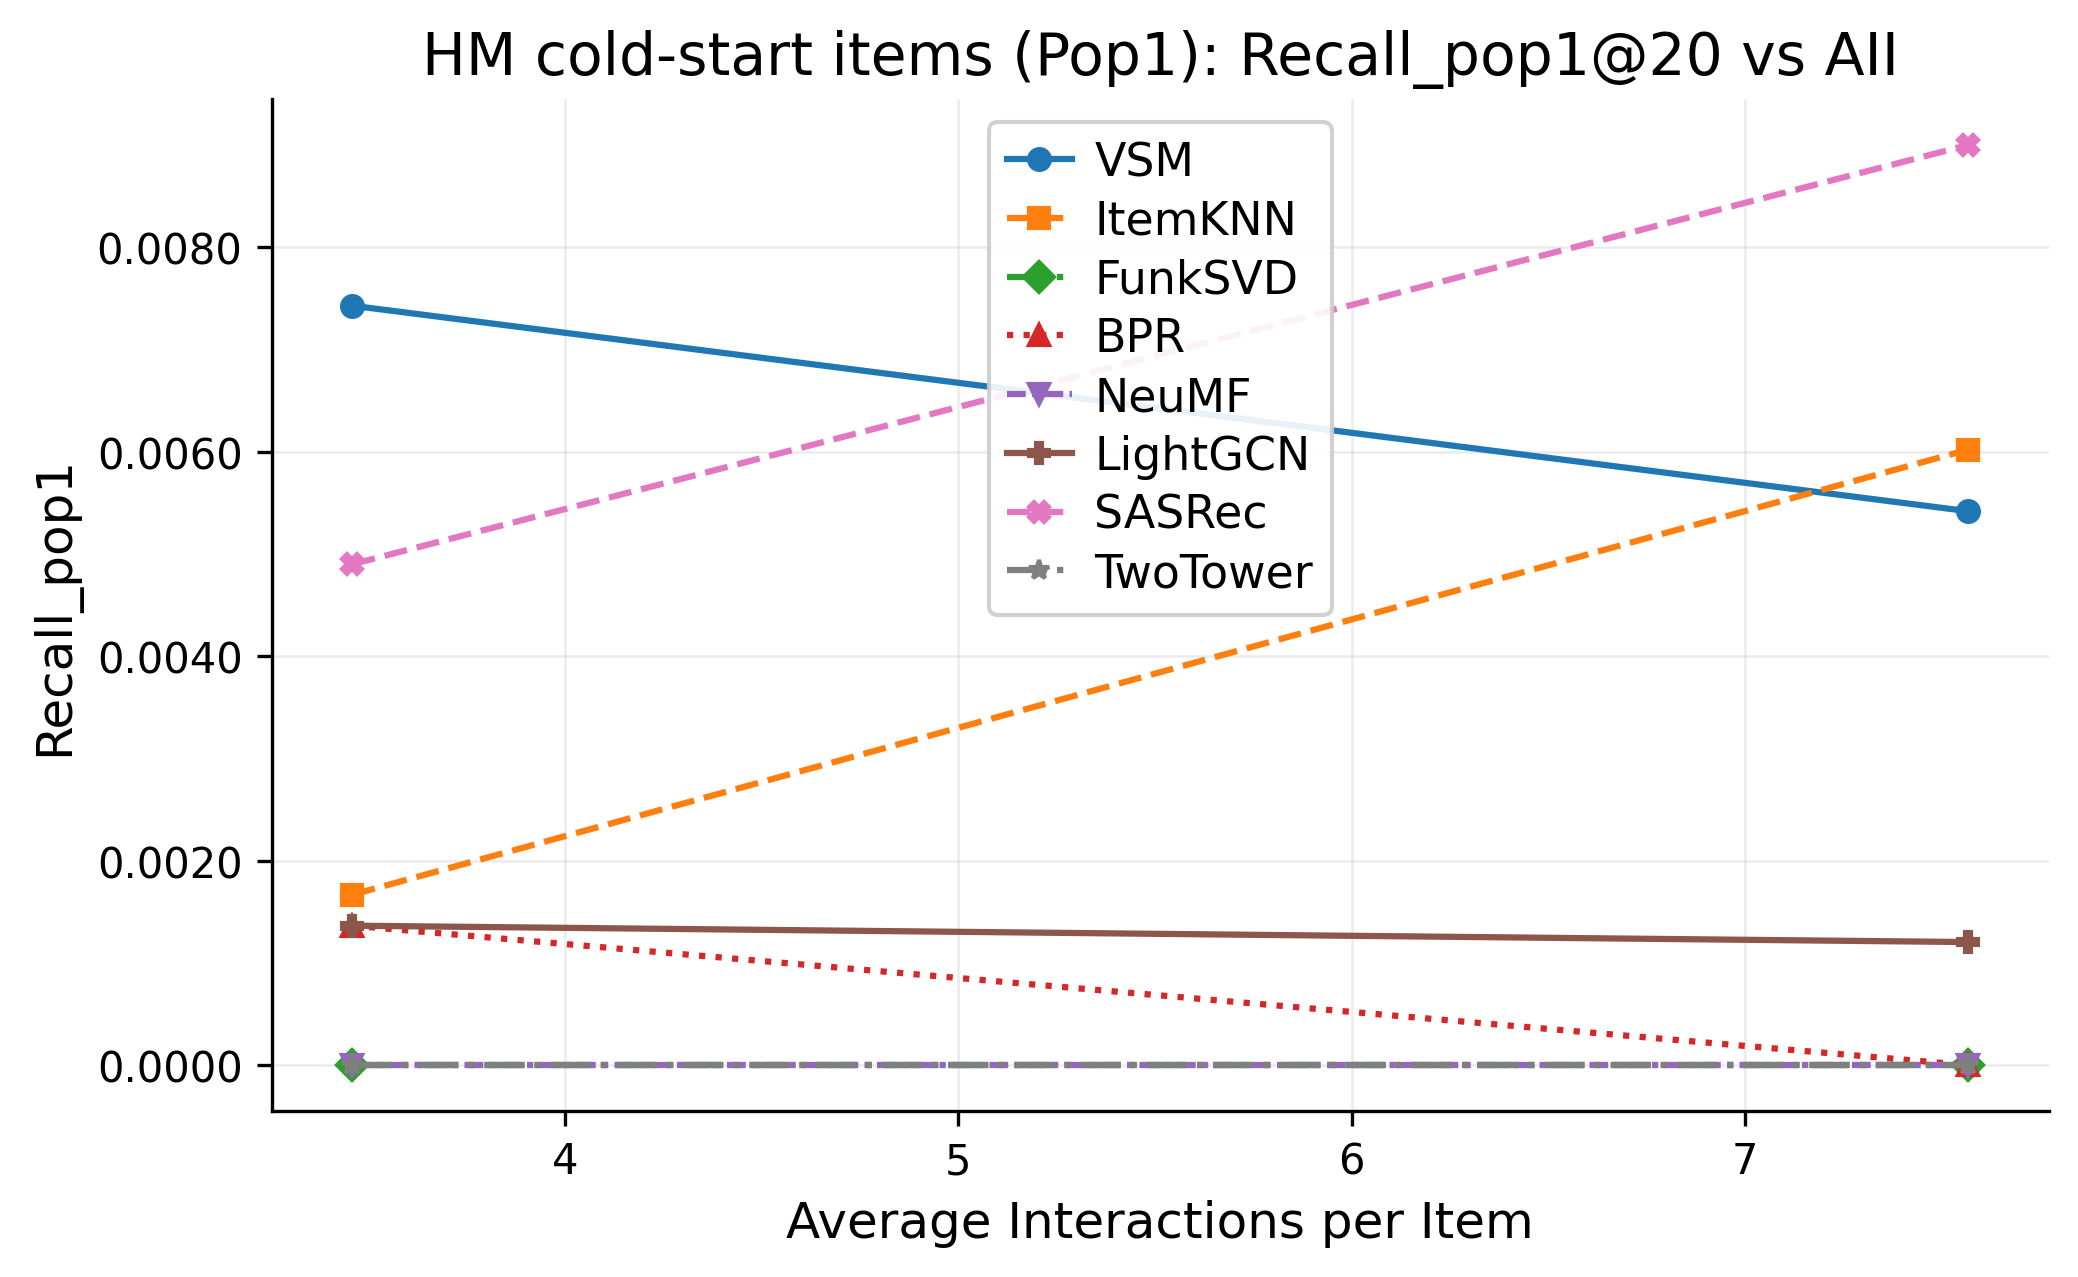 HM cold-start items (Pop1): Recall_pop1@20 vs AII
VSM
ItemKNN
FunkSVD
BPR
NeuMF
LightGCN
SASRec
TwoTower
Recall_pop1
0.0080
0.0060
0.0040
0.0020
0.0000
4
5
6
7
Average Interactions per Item